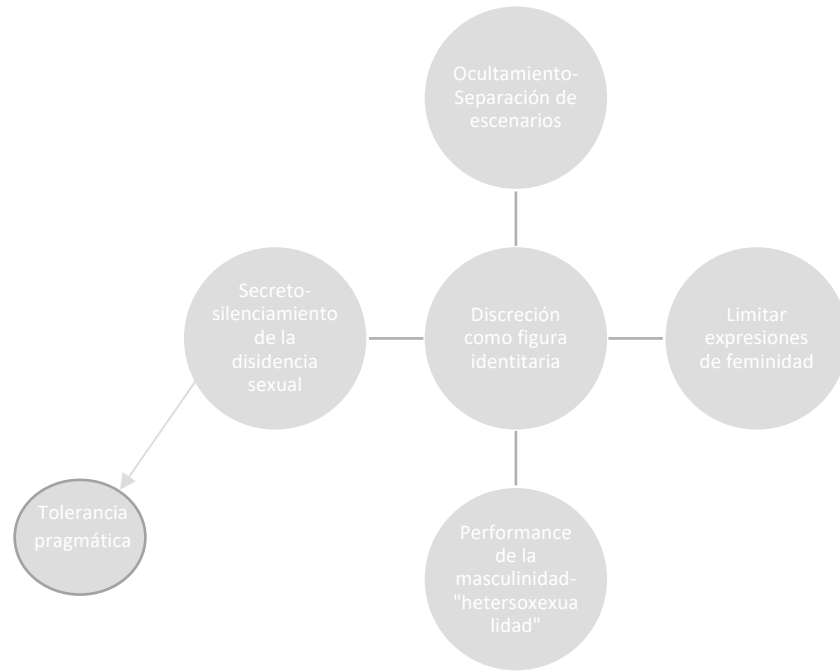 Ocultamiento-
Separación de
escenarios
Secreto-
silenciamiento
de la
disidencia
sexual
Discreción
como figura
identitaria
Limitar
expresiones
de feminidad
Tolerancia
pragmática
Performance
de la
masculinidad-
"hetersoxexua
lidad"